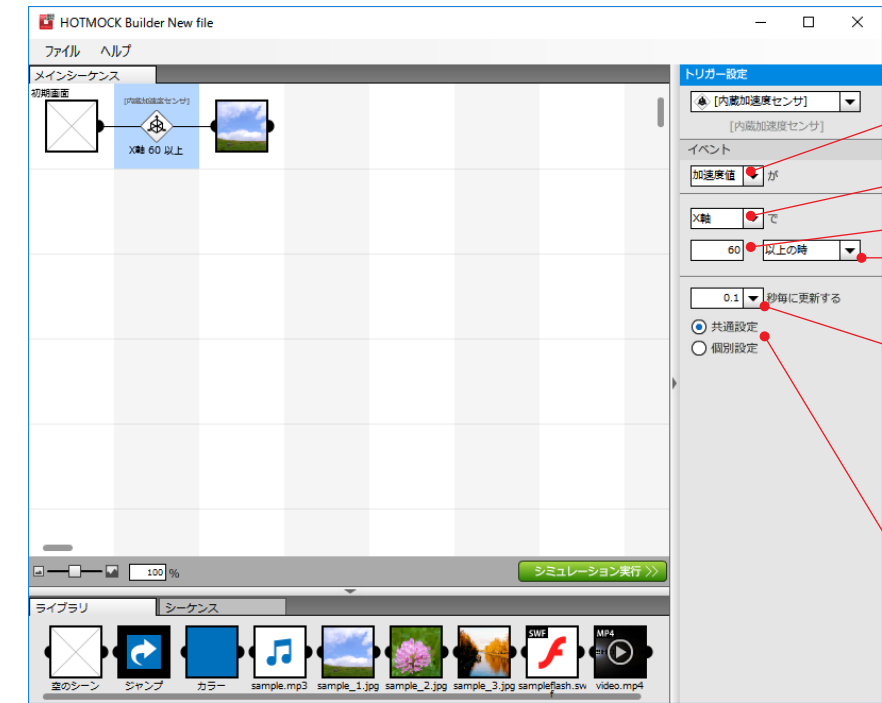 HOTMOCK Builder New file
ファイル ヘルプ
メインシーケンス
初期画面
[内蔵加速度センサ]
X軸 60 以上
トリガー設定
[内蔵加速度センサ]
[内蔵加速度センサ]
イベント
加速度値 が
X軸 で
60 以上の時
0.1 秒毎に更新する
共通設定
個別設定
100 %
シミュレーション実行
ライブラリ シーケンス
SWF MP4
空のシーン ジャンプ カラー sample.mp3 sample_1.jpg sample_2.jpg sample_3.jpg sampleflash.sw video.mp4
f